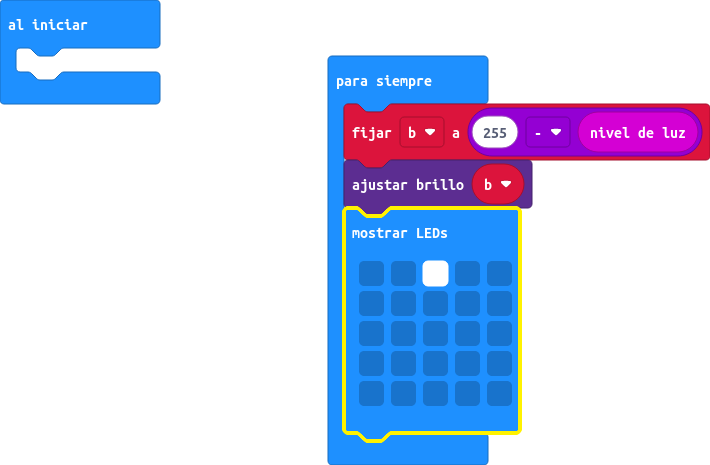 al iniciar
para siempre
fijar b a 255 - nivel de luz
ajustar brillo b
mostrar LEDs